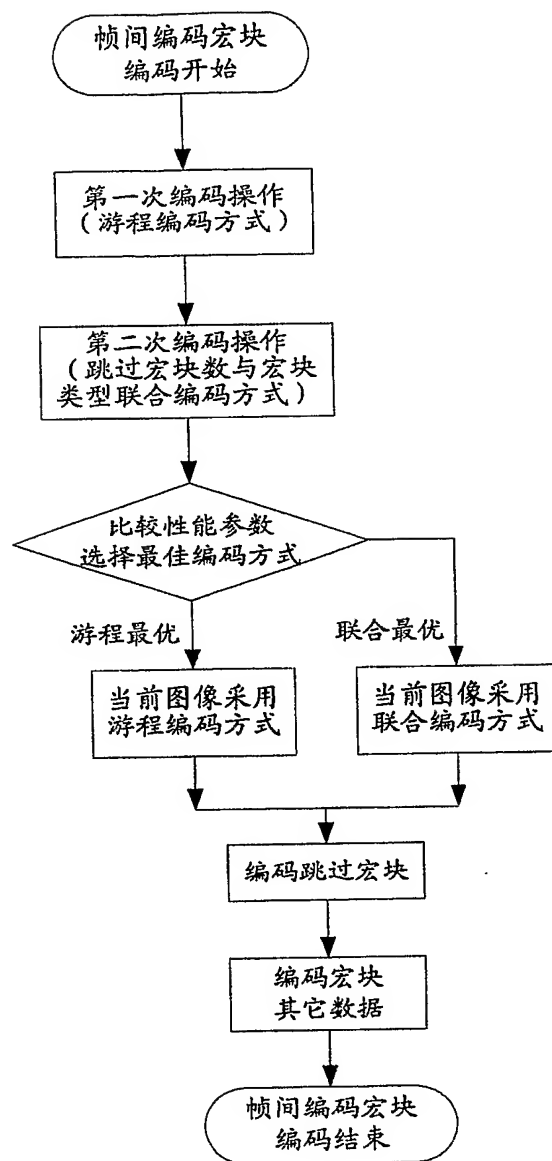 帧间编码宏块
编码开始
第一次编码操作
（游程编码方式）
第二次编码操作
（跳过宏块数与宏块
类型联合编码方式）
比较性能参数
选择最佳编码方式
游程最优
联合最优
当前图像采用
游程编码方式
当前图像采用
联合编码方式
编码跳过宏块
编码宏块
其它数据
帧间编码宏块
编码结束